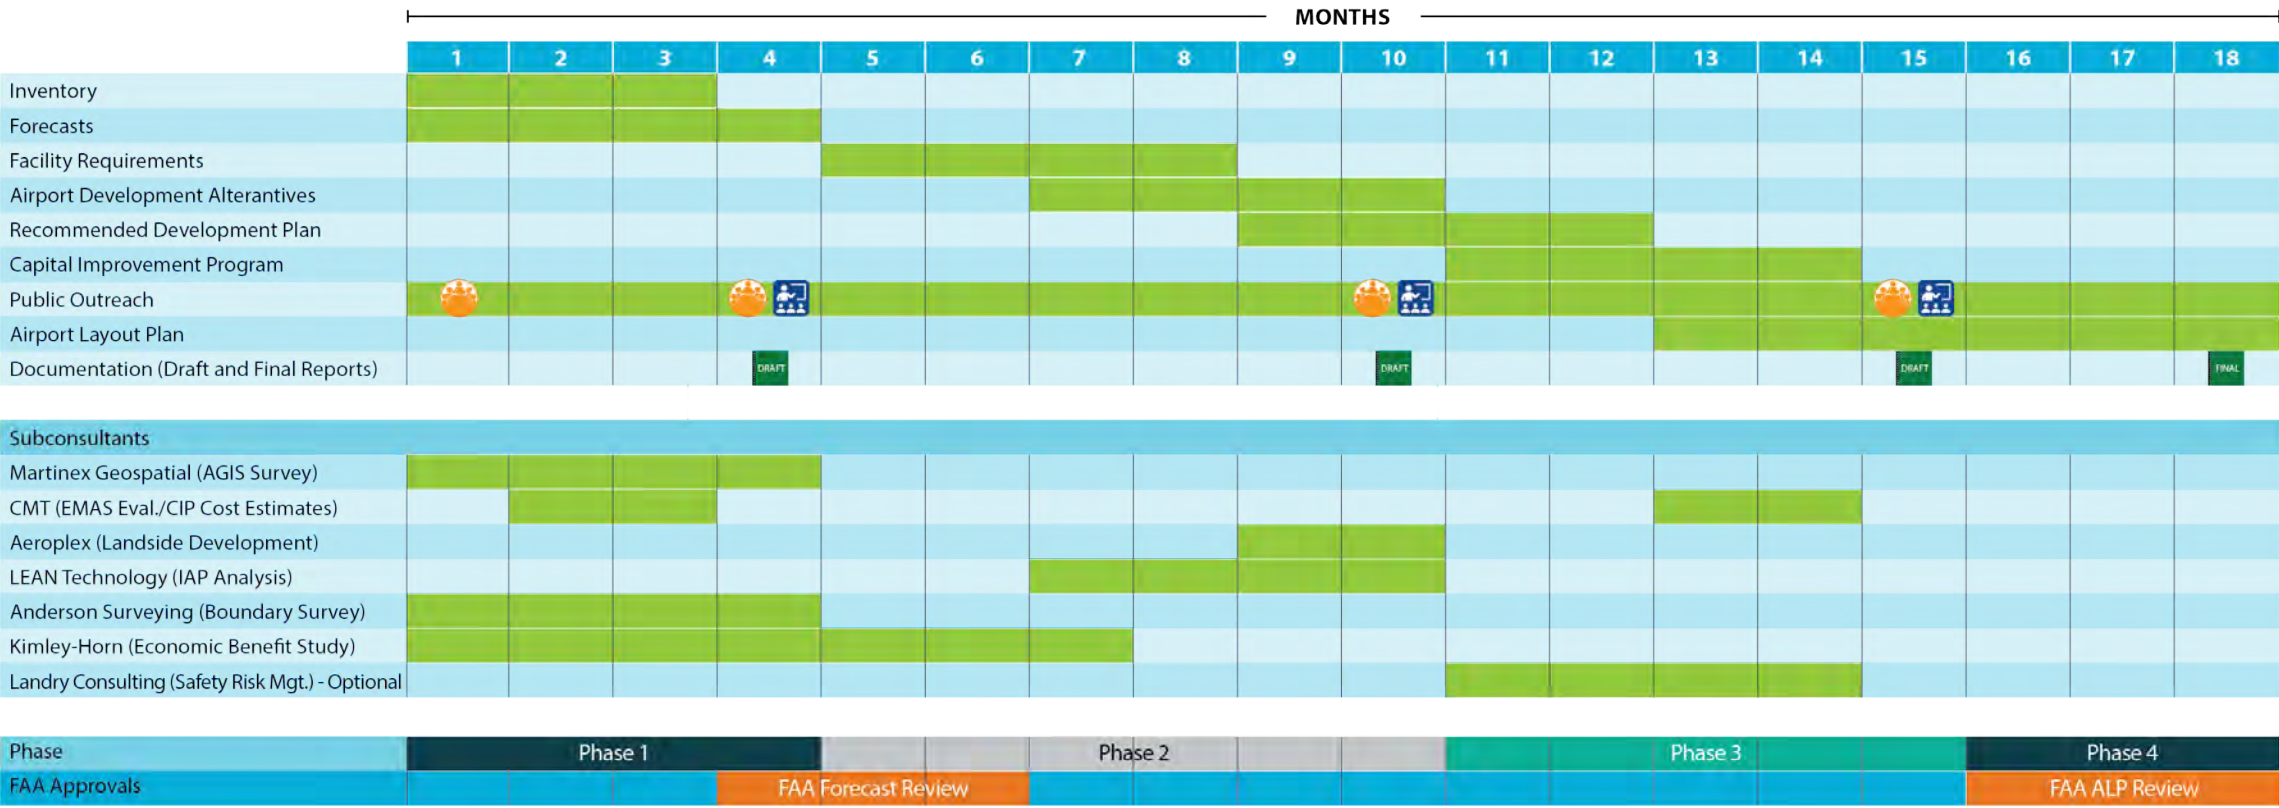 MONTHS
1 2 3 4 5 6 7 8 9 10 11 12 13 14 15 16 17 18
Inventory
Forecasts
Facility Requirements
Airport Development Alterantives
Recommended Development Plan
Capital Improvement Program
Public Outreach
Airport Layout Plan
Documentation (Draft and Final Reports) DRAFT DRAFT DRAFT FINAL
Subconsultants
Martinex Geospatial (AGIS Survey)
CMT (EMAS Eval./CIP Cost Estimates)
Aeroplex (Landside Development)
LEAN Technology (IAP Analysis)
Anderson Surveying (Boundary Survey)
Kimley-Horn (Economic Benefit Study)
Landry Consulting (Safety Risk Mgt.) - Optional
Phase Phase 1 Phase 2 Phase 3 Phase 4
FAA Approvals FAA Forecast Review FAA ALP Review